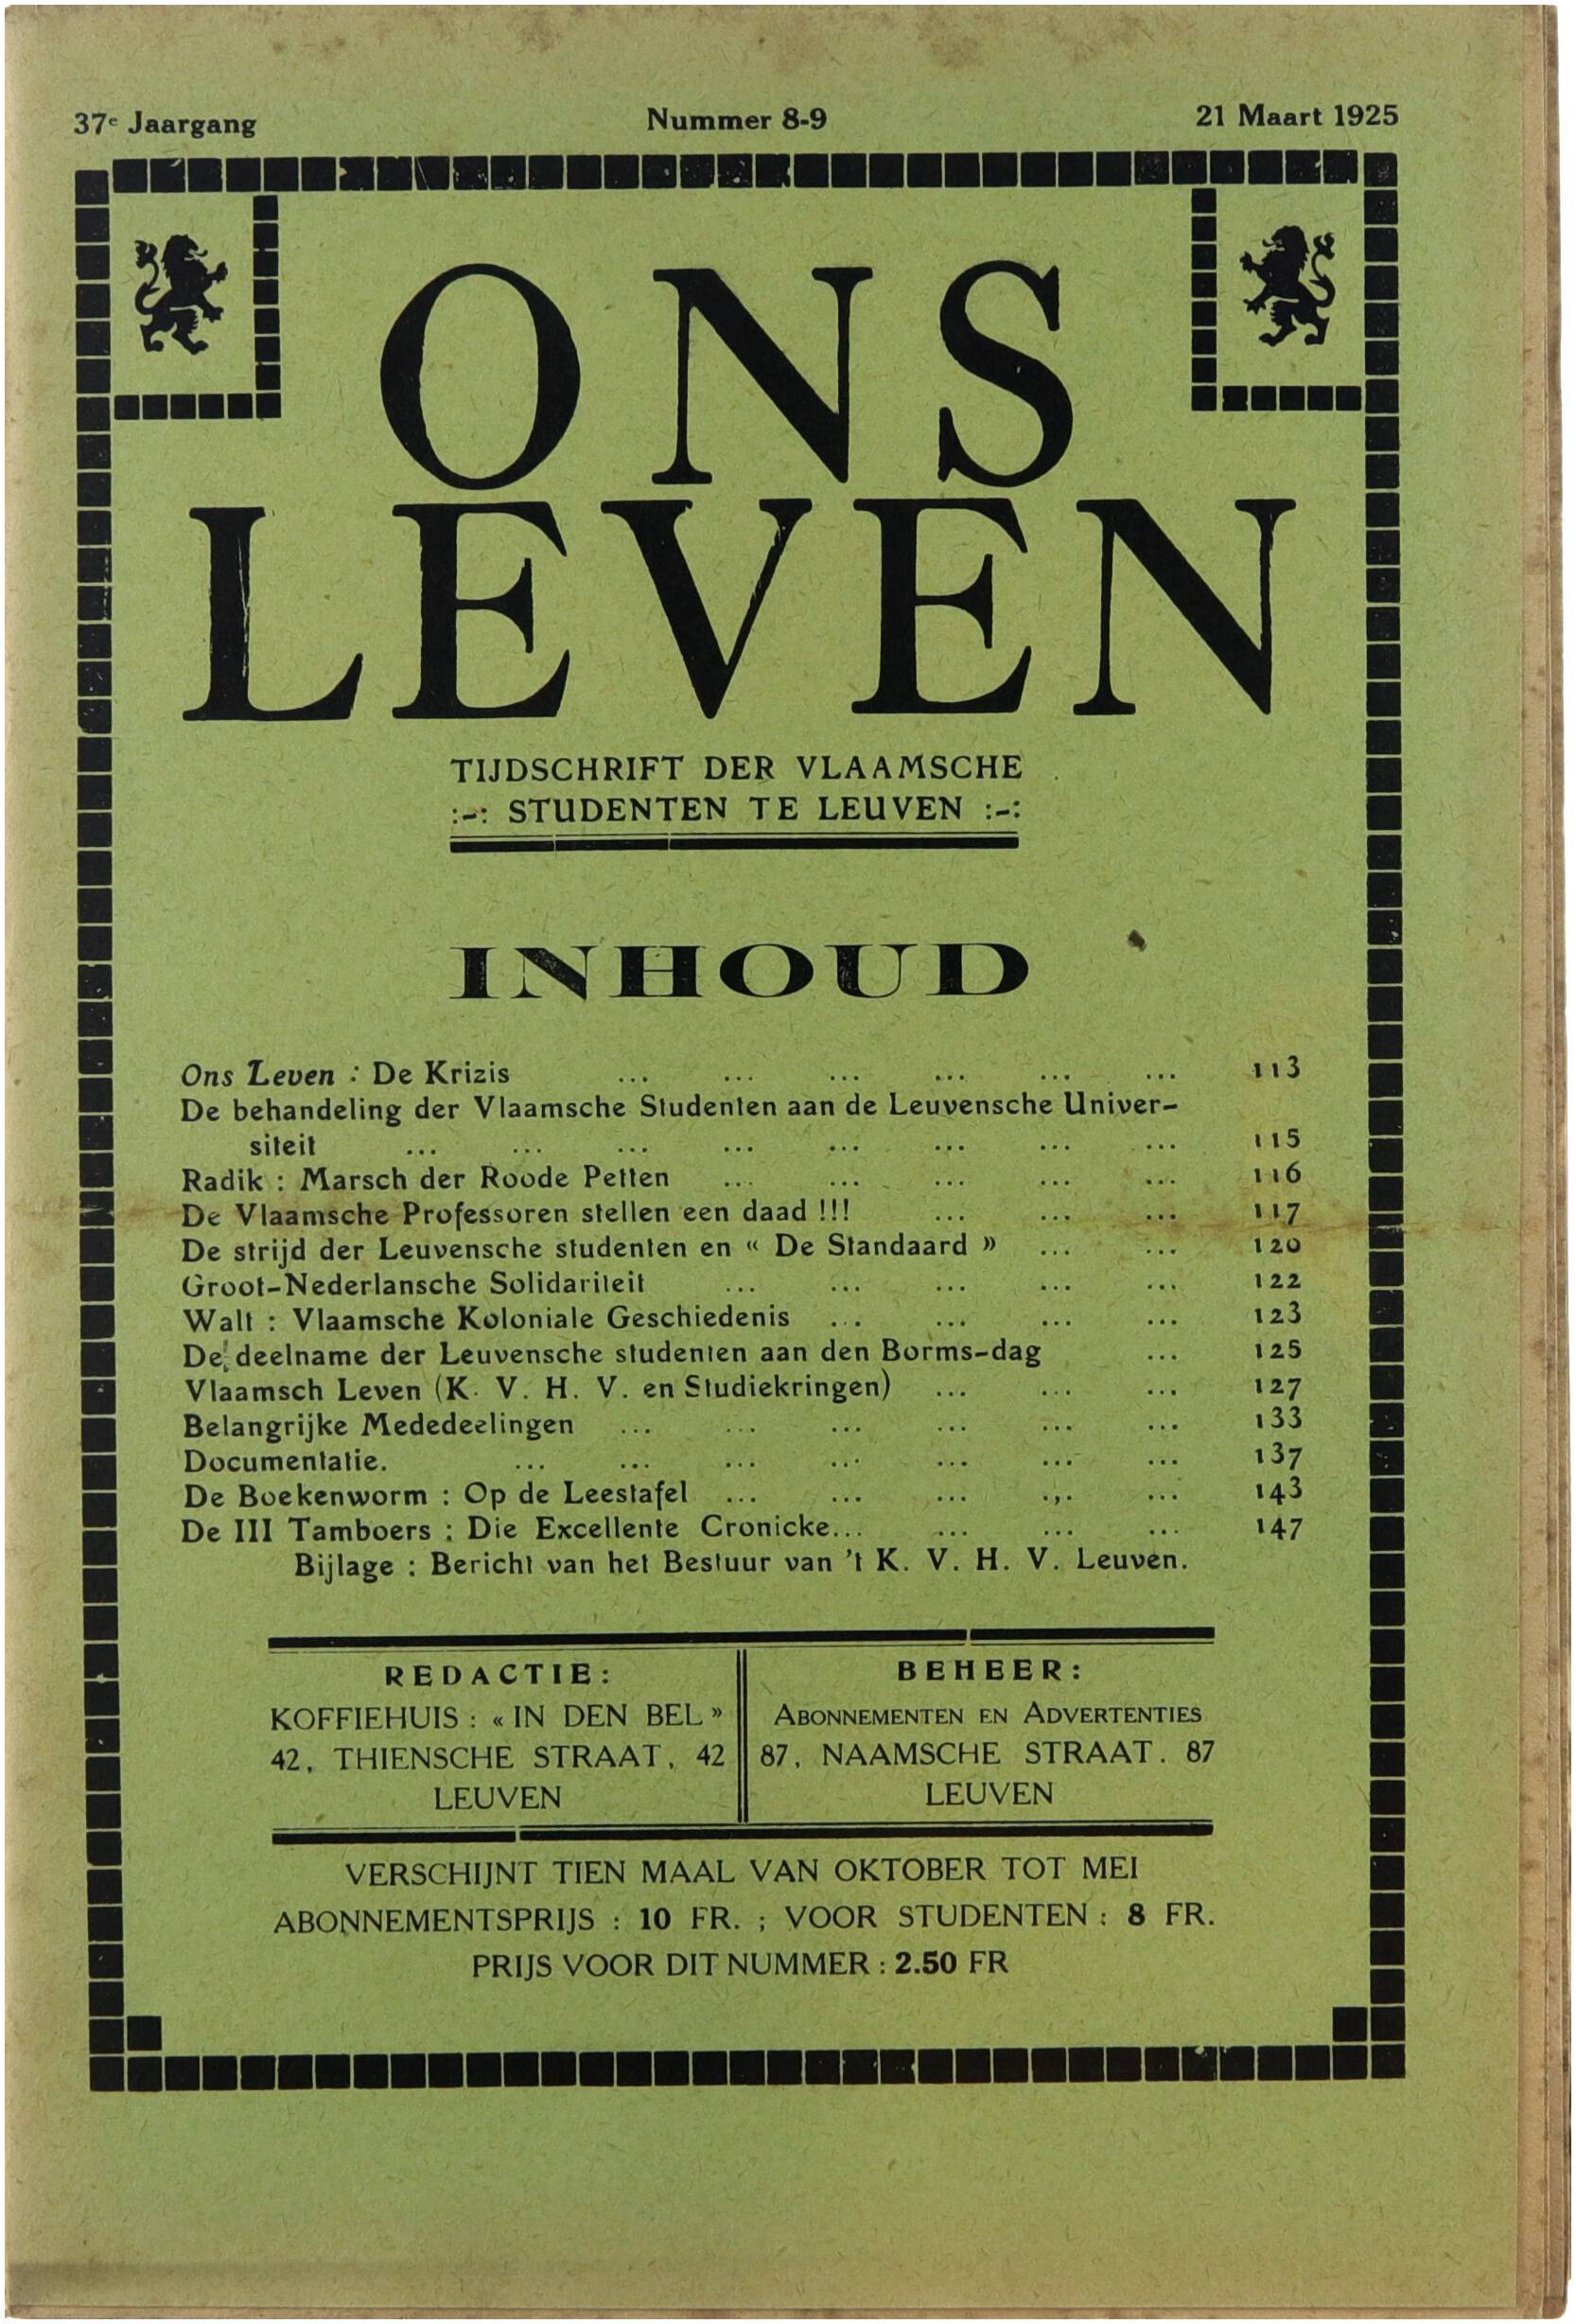 37e Jaargang Nummer 8-9 21 Maart 1925
ONS
LEVEN
TIJDSCHRIFT DER VLAAMSCHE
:-: STUDENTEN TE LEUVEN :-:
INHOUD
Ons Leven : De Krizis ... ... ... ... ... ... 113
De behandeling der Vlaamsche Studenten aan de Leuvensche Univer-
siteit ... ... ... ... ... ... ... ... 115
Radik : Marsch der Roode Petten ... ... ... ... ... 116
De Vlaamsche Professoren stellen een daad !!! ... ... ... 117
De strijd der Leuvensche studenten en « De Standaard » ... ... 120
Groot-Nederlansche Solidariteit ... ... ... ... ... 122
Walt : Vlaamsche Koloniale Geschiedenis ... ... ... ... 123
De deelname der Leuvensche studenten aan den Borms-dag ... 125
Vlaamsch Leven (K. V. H. V. en Studiekringen) ... ... ... 127
Belangrijke Mededeelingen ... ... ... ... ... ... 133
Documentatie. ... ... ... ... ... ... ... 137
De Boekenworm : Op de Leestafel ... ... ... ... ... 143
De III Tamboers : Die Excellente Cronicke... ... ... ... 147
Bijlage : Bericht van het Bestuur van 't K. V. H. V. Leuven.
REDACTIE:
KOFFIEHUIS : « IN DEN BEL »
42, THIENSCHE STRAAT, 42
LEUVEN
BEHEER:
ABONNEMENTEN EN ADVERTENTIES
87, NAAMSCHE STRAAT. 87
LEUVEN
VERSCHIJNT TIEN MAAL VAN OKTOBER TOT MEI
ABONNEMENTSPRIJS : 10 FR. ; VOOR STUDENTEN : 8 FR.
PRIJS VOOR DIT NUMMER : 2.50 FR